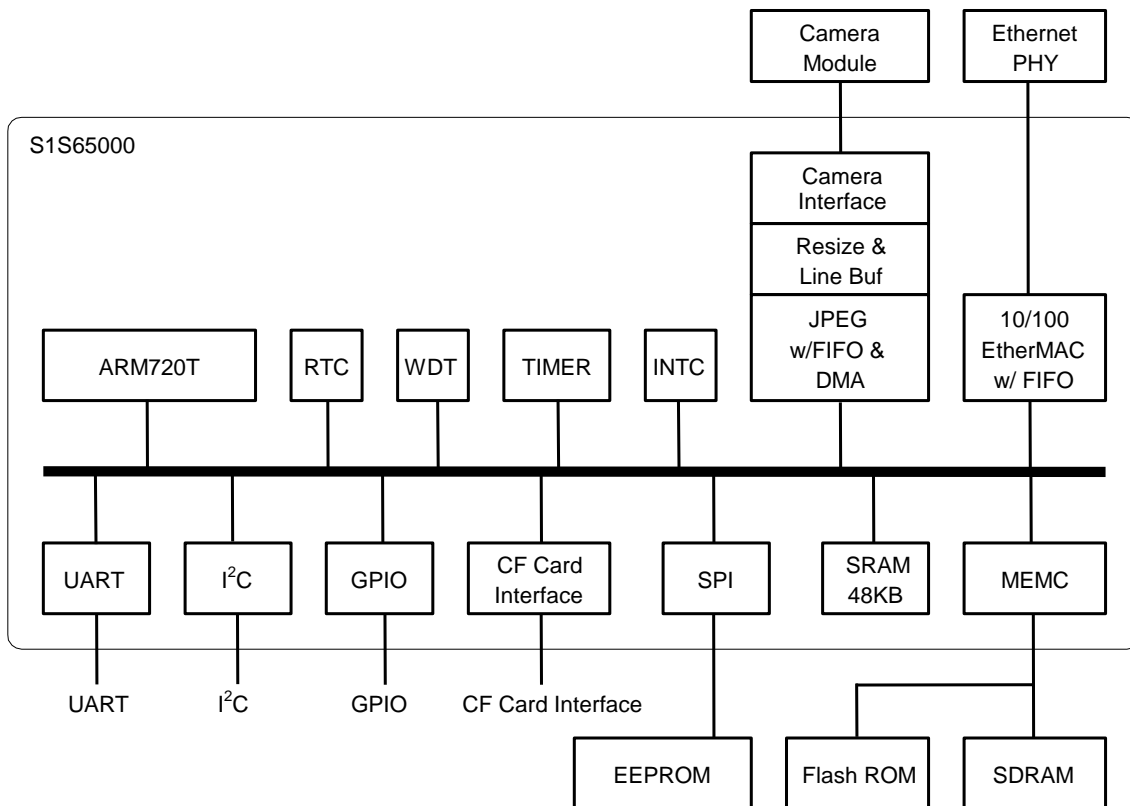 Camera
Module
Ethernet
PHY
S1S65000
Camera
Interface
Resize &
Line Buf
JPEG
w/FIFO &
DMA
10/100
EtherMAC
w/ FIFO
ARM720T
RTC
WDT
TIMER
INTC
UART
I²C
GPIO
CF Card
Interface
SPI
SRAM
48KB
MEMC
UART
I²C
GPIO
CF Card Interface
EEPROM
Flash ROM
SDRAM